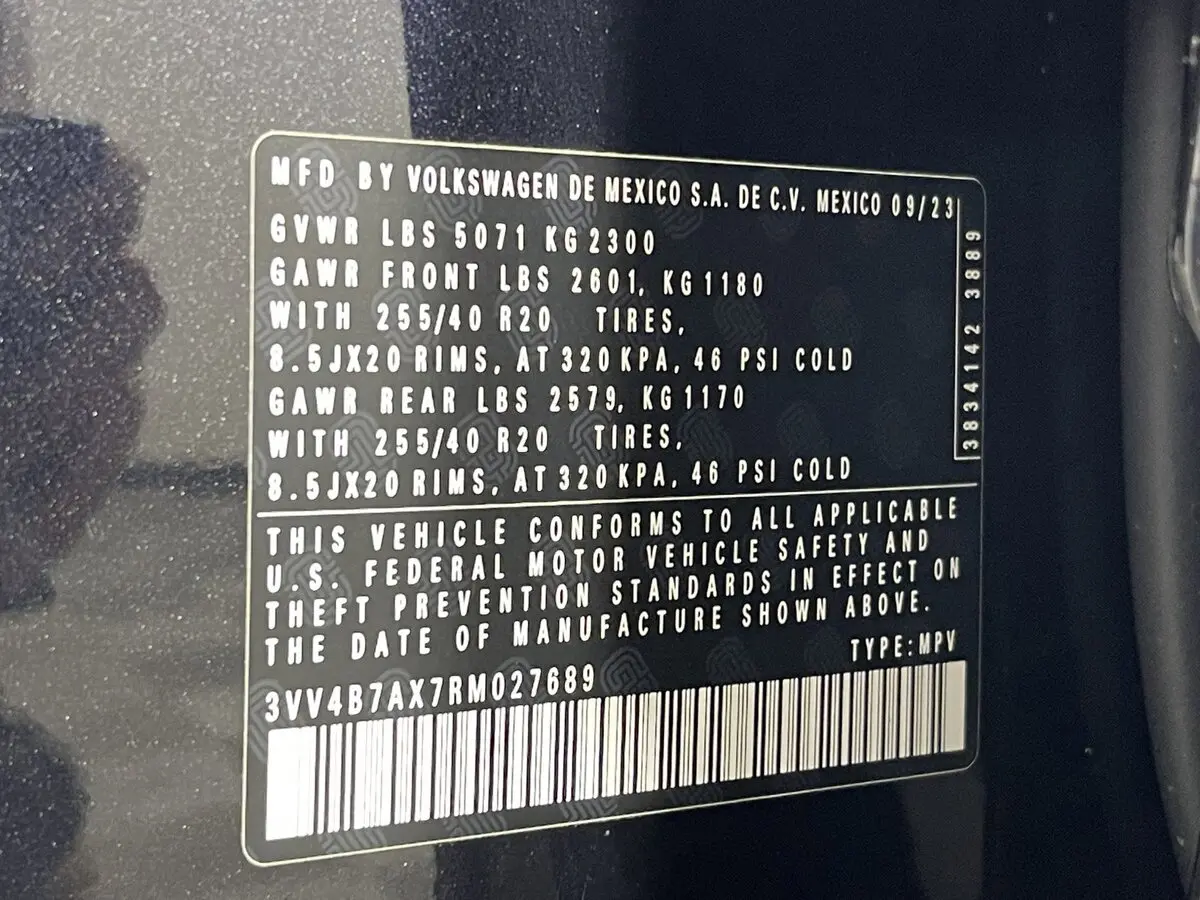 MFD BY VOLKSWAGEN DE MEXICO S.A. DE C.V. MEXICO 09/23
GVWR LBS 5071 KG 2300
GAWR FRONT LBS 2601, KG 1180
WITH 255/40 R20 TIRES,
8.5JX20 RIMS, AT 320 KPA, 46 PSI COLD
GAWR REAR LBS 2579, KG 1170
WITH 255/40 R20 TIRES,
8.5JX20 RIMS, AT 320 KPA, 46 PSI COLD
3834142 3889
THIS VEHICLE CONFORMS TO ALL APPLICABLE
U.S. FEDERAL MOTOR VEHICLE SAFETY AND
THEFT PREVENTION STANDARDS IN EFFECT ON
THE DATE OF MANUFACTURE SHOWN ABOVE.
TYPE:MPV
3VV4B7AX7RM027689